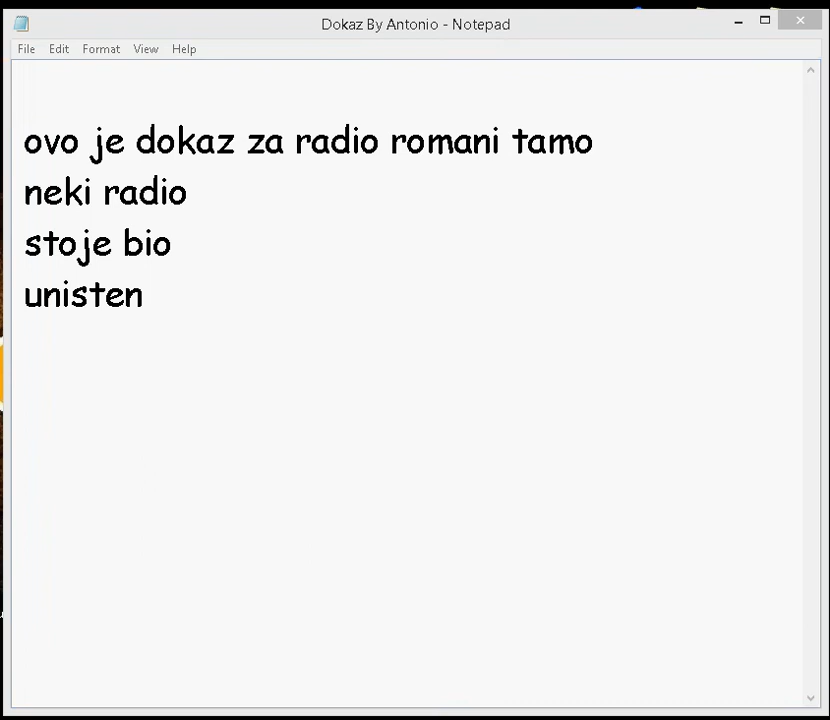 Dokaz By Antonio - Notepad
File Edit Format View Help
ovo je dokaz za radio romani tamo
neki radio
stoje bio
unisten